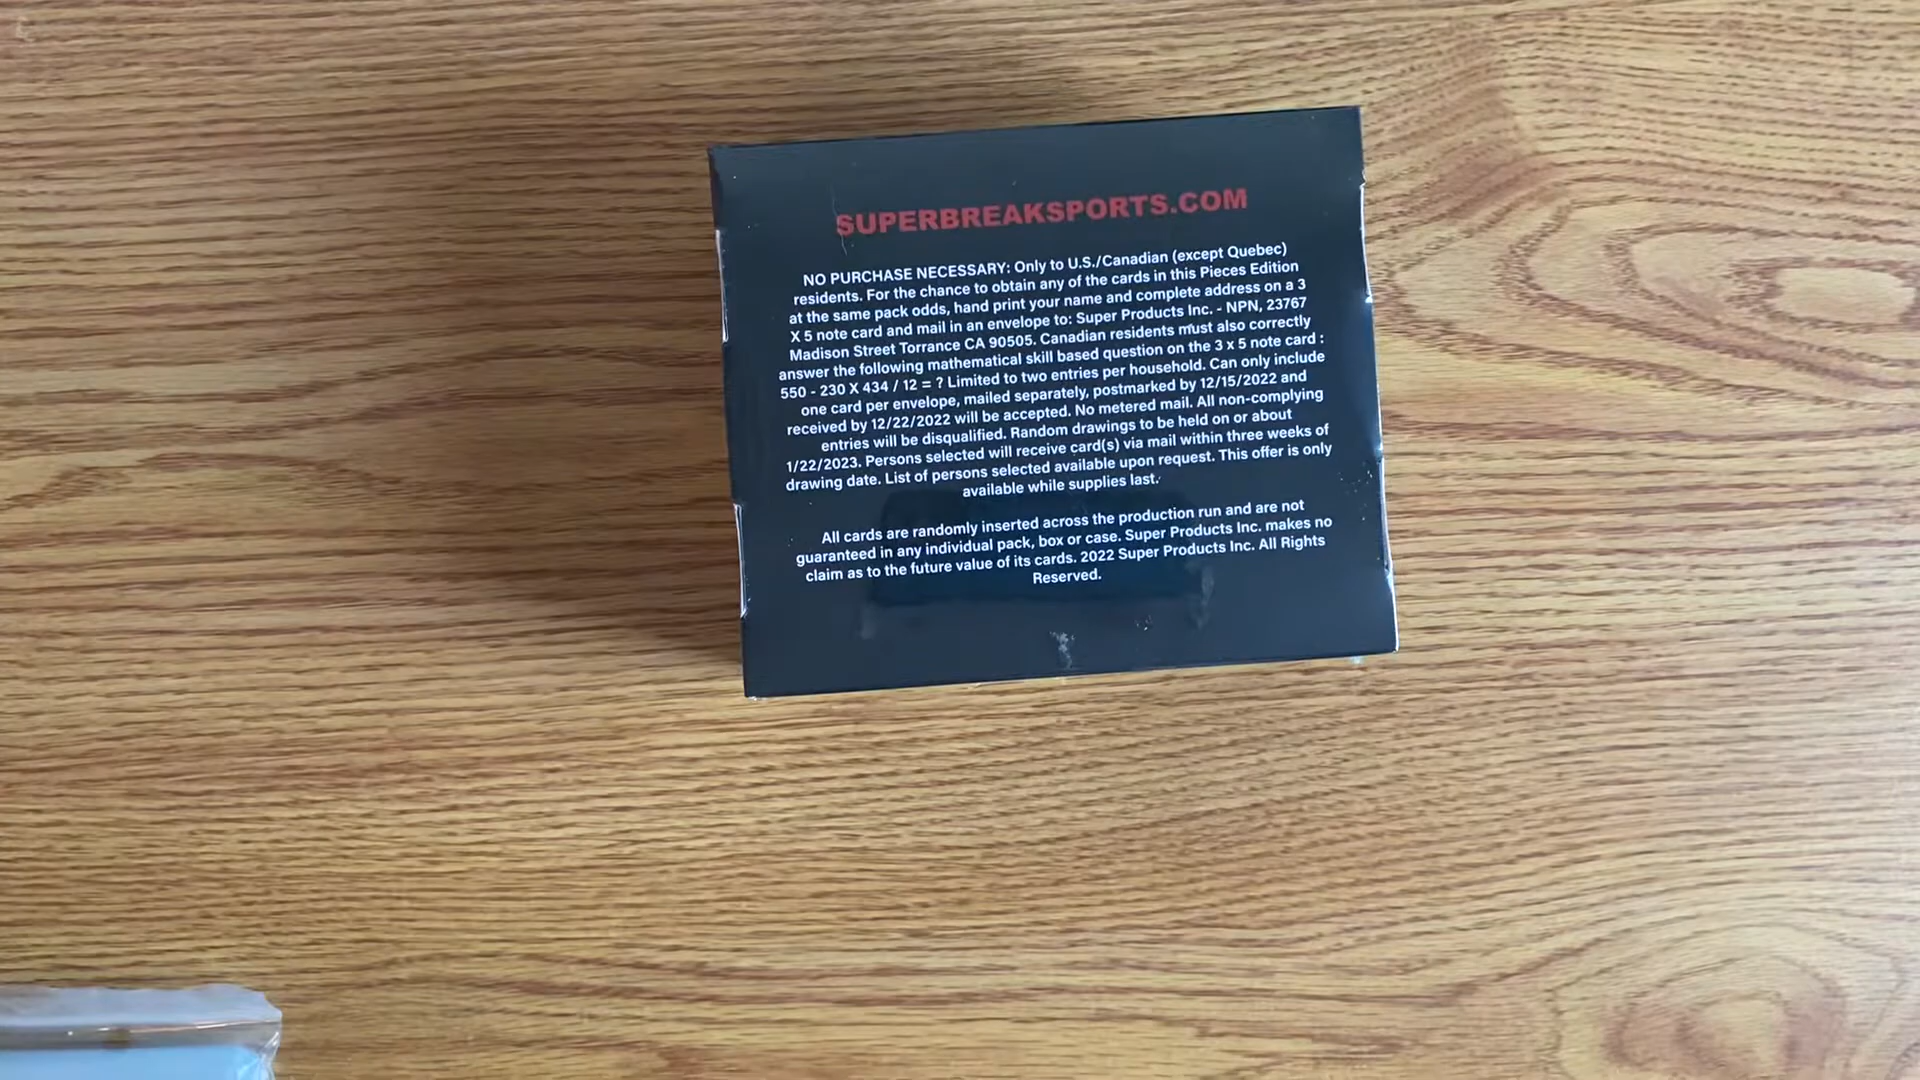 SUPERBREAKSPORTS.COM
NO PURCHASE NECESSARY: Only to U.S./Canadian (except Quebec)
residents. For the chance to obtain any of the cards in this Pieces Edition
at the same pack odds, hand print your name and complete address on a 3
X 5 note card and mail in an envelope to: Super Products Inc. - NPN, 23767
Madison Street Torrance CA 90505. Canadian residents must also correctly
answer the following mathematical skill based question on the 3 x 5 note card :
550 - 230 X 434 / 12 = ? Limited to two entries per household. Can only include
one card per envelope, mailed separately, postmarked by 12/15/2022 and
received by 12/22/2022 will be accepted. No metered mail. All non-complying
entries will be disqualified. Random drawings to be held on or about
1/22/2023. Persons selected will receive card(s) via mail within three weeks of
drawing date. List of persons selected available upon request. This offer is only
available while supplies last.
All cards are randomly inserted across the production run and are not
guaranteed in any individual pack, box or case. Super Products Inc. makes no
claim as to the future value of its cards. 2022 Super Products Inc. All Rights
Reserved.